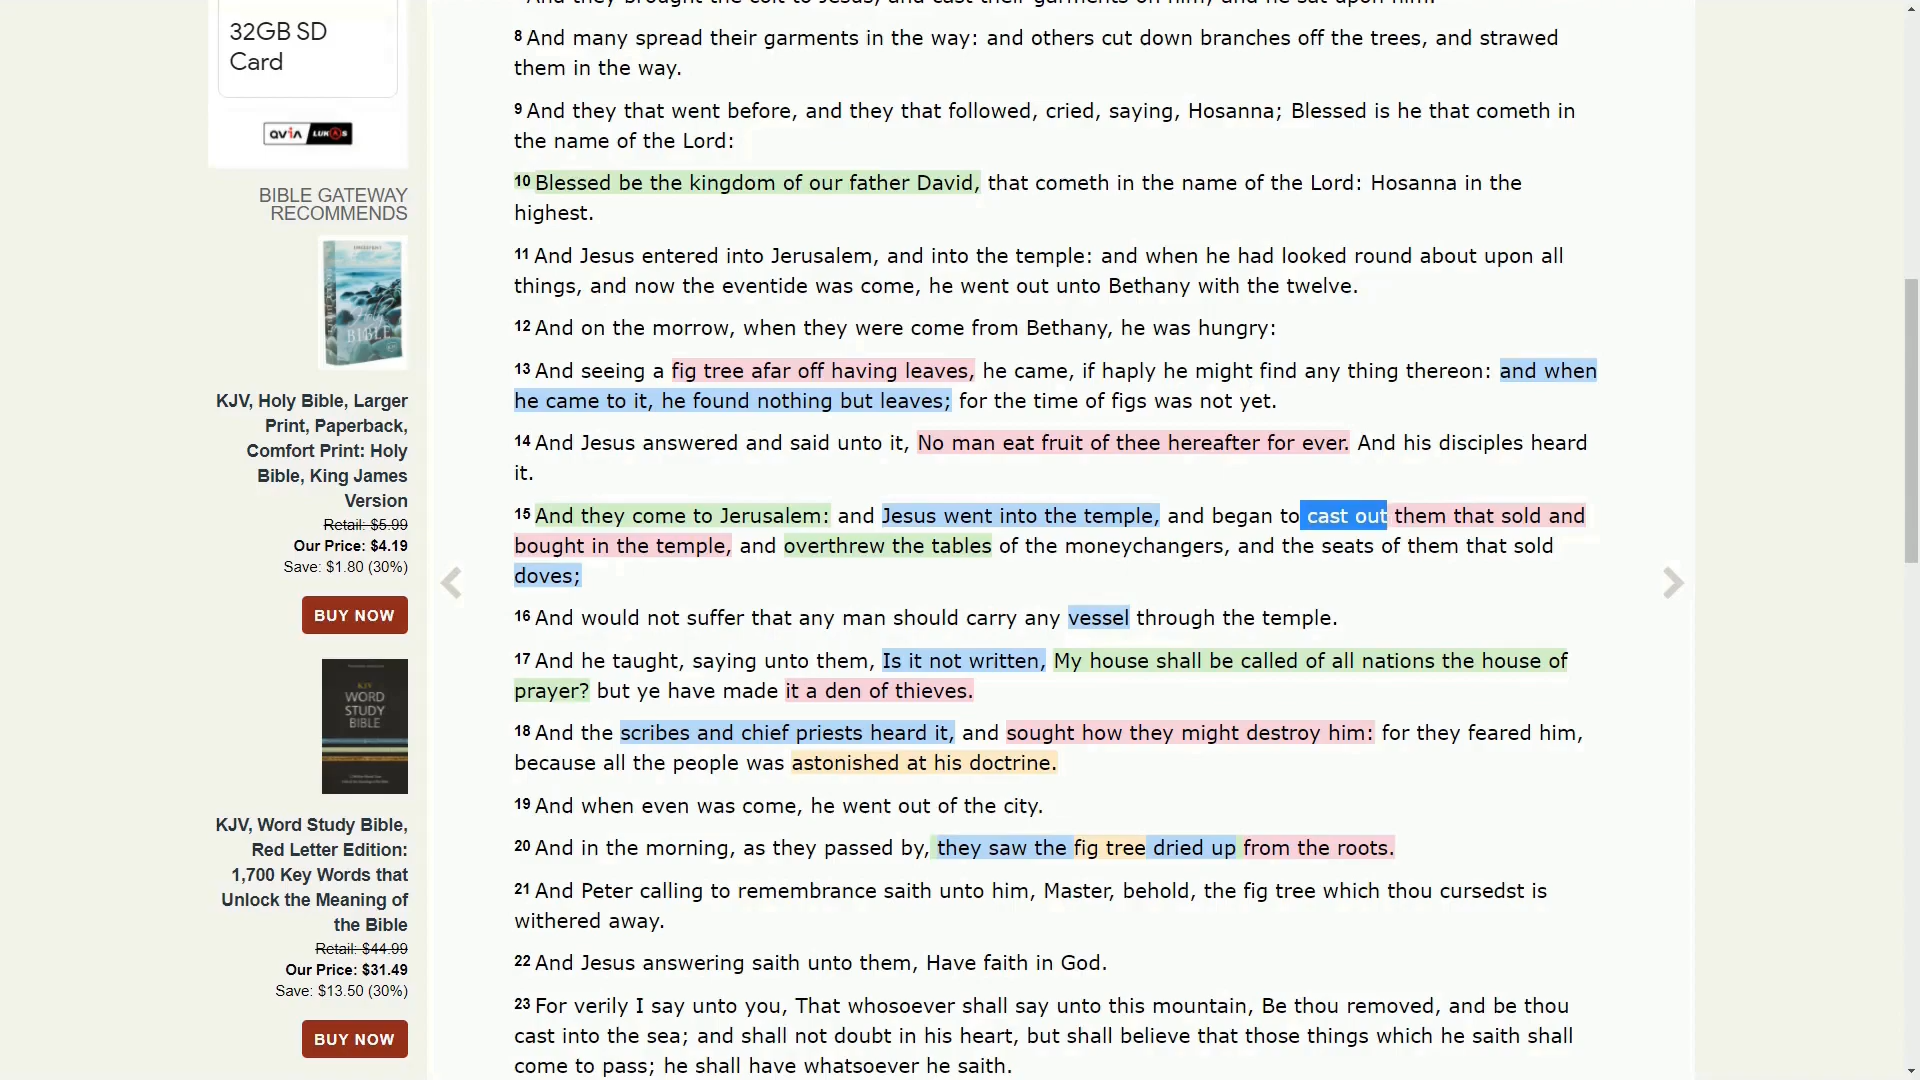 32GB SD
Card
avia LUKAS
BIBLE GATEWAY
RECOMMENDS
Holy
BIBLE
KJV, Holy Bible, Larger
Print, Paperback,
Comfort Print: Holy
Bible, King James
Version
Retail: $5.99
Our Price: $4.19
Save: $1.80 (30%)
BUY NOW
KJV
WORD
STUDY
BIBLE
KJV, Word Study Bible,
Red Letter Edition:
1,700 Key Words that
Unlock the Meaning of
the Bible
Retail: $44.99
Our Price: $31.49
Save: $13.50 (30%)
BUY NOW
8 And many spread their garments in the way: and others cut down branches off the trees, and strawed
them in the way.
9 And they that went before, and they that followed, cried, saying, Hosanna; Blessed is he that cometh in
the name of the Lord:
10 Blessed be the kingdom of our father David, that cometh in the name of the Lord: Hosanna in the
highest.
11 And Jesus entered into Jerusalem, and into the temple: and when he had looked round about upon all
things, and now the eventide was come, he went out unto Bethany with the twelve.
12 And on the morrow, when they were come from Bethany, he was hungry:
13 And seeing a fig tree afar off having leaves, he came, if haply he might find any thing thereon: and when
he came to it, he found nothing but leaves; for the time of figs was not yet.
14 And Jesus answered and said unto it, No man eat fruit of thee hereafter for ever. And his disciples heard
it.
15 And they come to Jerusalem: and Jesus went into the temple, and began to cast out them that sold and
bought in the temple, and overthrew the tables of the moneychangers, and the seats of them that sold
doves;
16 And would not suffer that any man should carry any vessel through the temple.
17 And he taught, saying unto them, Is it not written, My house shall be called of all nations the house of
prayer? but ye have made it a den of thieves.
18 And the scribes and chief priests heard it, and sought how they might destroy him: for they feared him,
because all the people was astonished at his doctrine.
19 And when even was come, he went out of the city.
20 And in the morning, as they passed by, they saw the fig tree dried up from the roots.
21 And Peter calling to remembrance saith unto him, Master, behold, the fig tree which thou cursedst is
withered away.
22 And Jesus answering saith unto them, Have faith in God.
23 For verily I say unto you, That whosoever shall say unto this mountain, Be thou removed, and be thou
cast into the sea; and shall not doubt in his heart, but shall believe that those things which he saith shall
come to pass; he shall have whatsoever he saith.